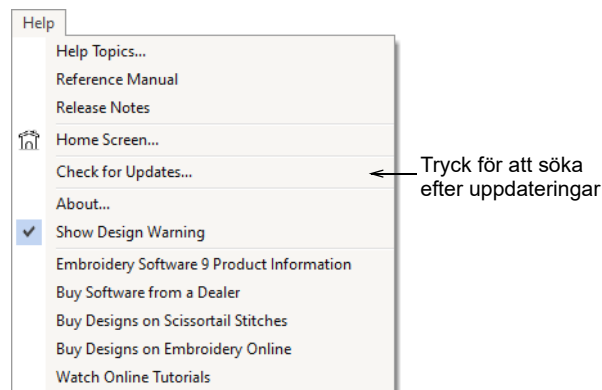 Help
Help Topics...
Reference Manual
Release Notes
Home Screen...
Check for Updates...
Tryck för att söka
efter uppdateringar
About...
Show Design Warning
Embroidery Software 9 Product Information
Buy Software from a Dealer
Buy Designs on Scissortail Stitches
Buy Designs on Embroidery Online
Watch Online Tutorials